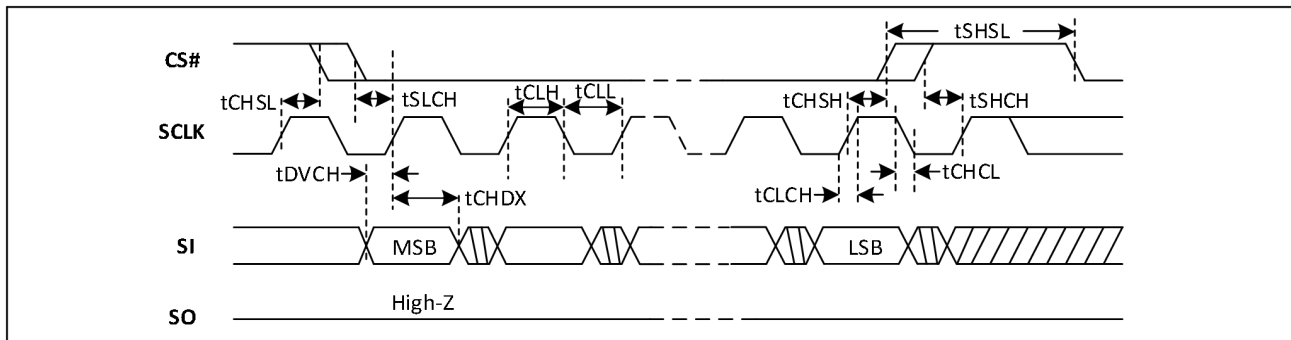 tSHSL
CS#
tCHSL
tSLCH
tCLH
tCLL
tCHSH
tSHCH
SCLK
tDVCH
tCHDX
tCLCH
tCHCL
SI
MSB
LSB
High-Z
SO